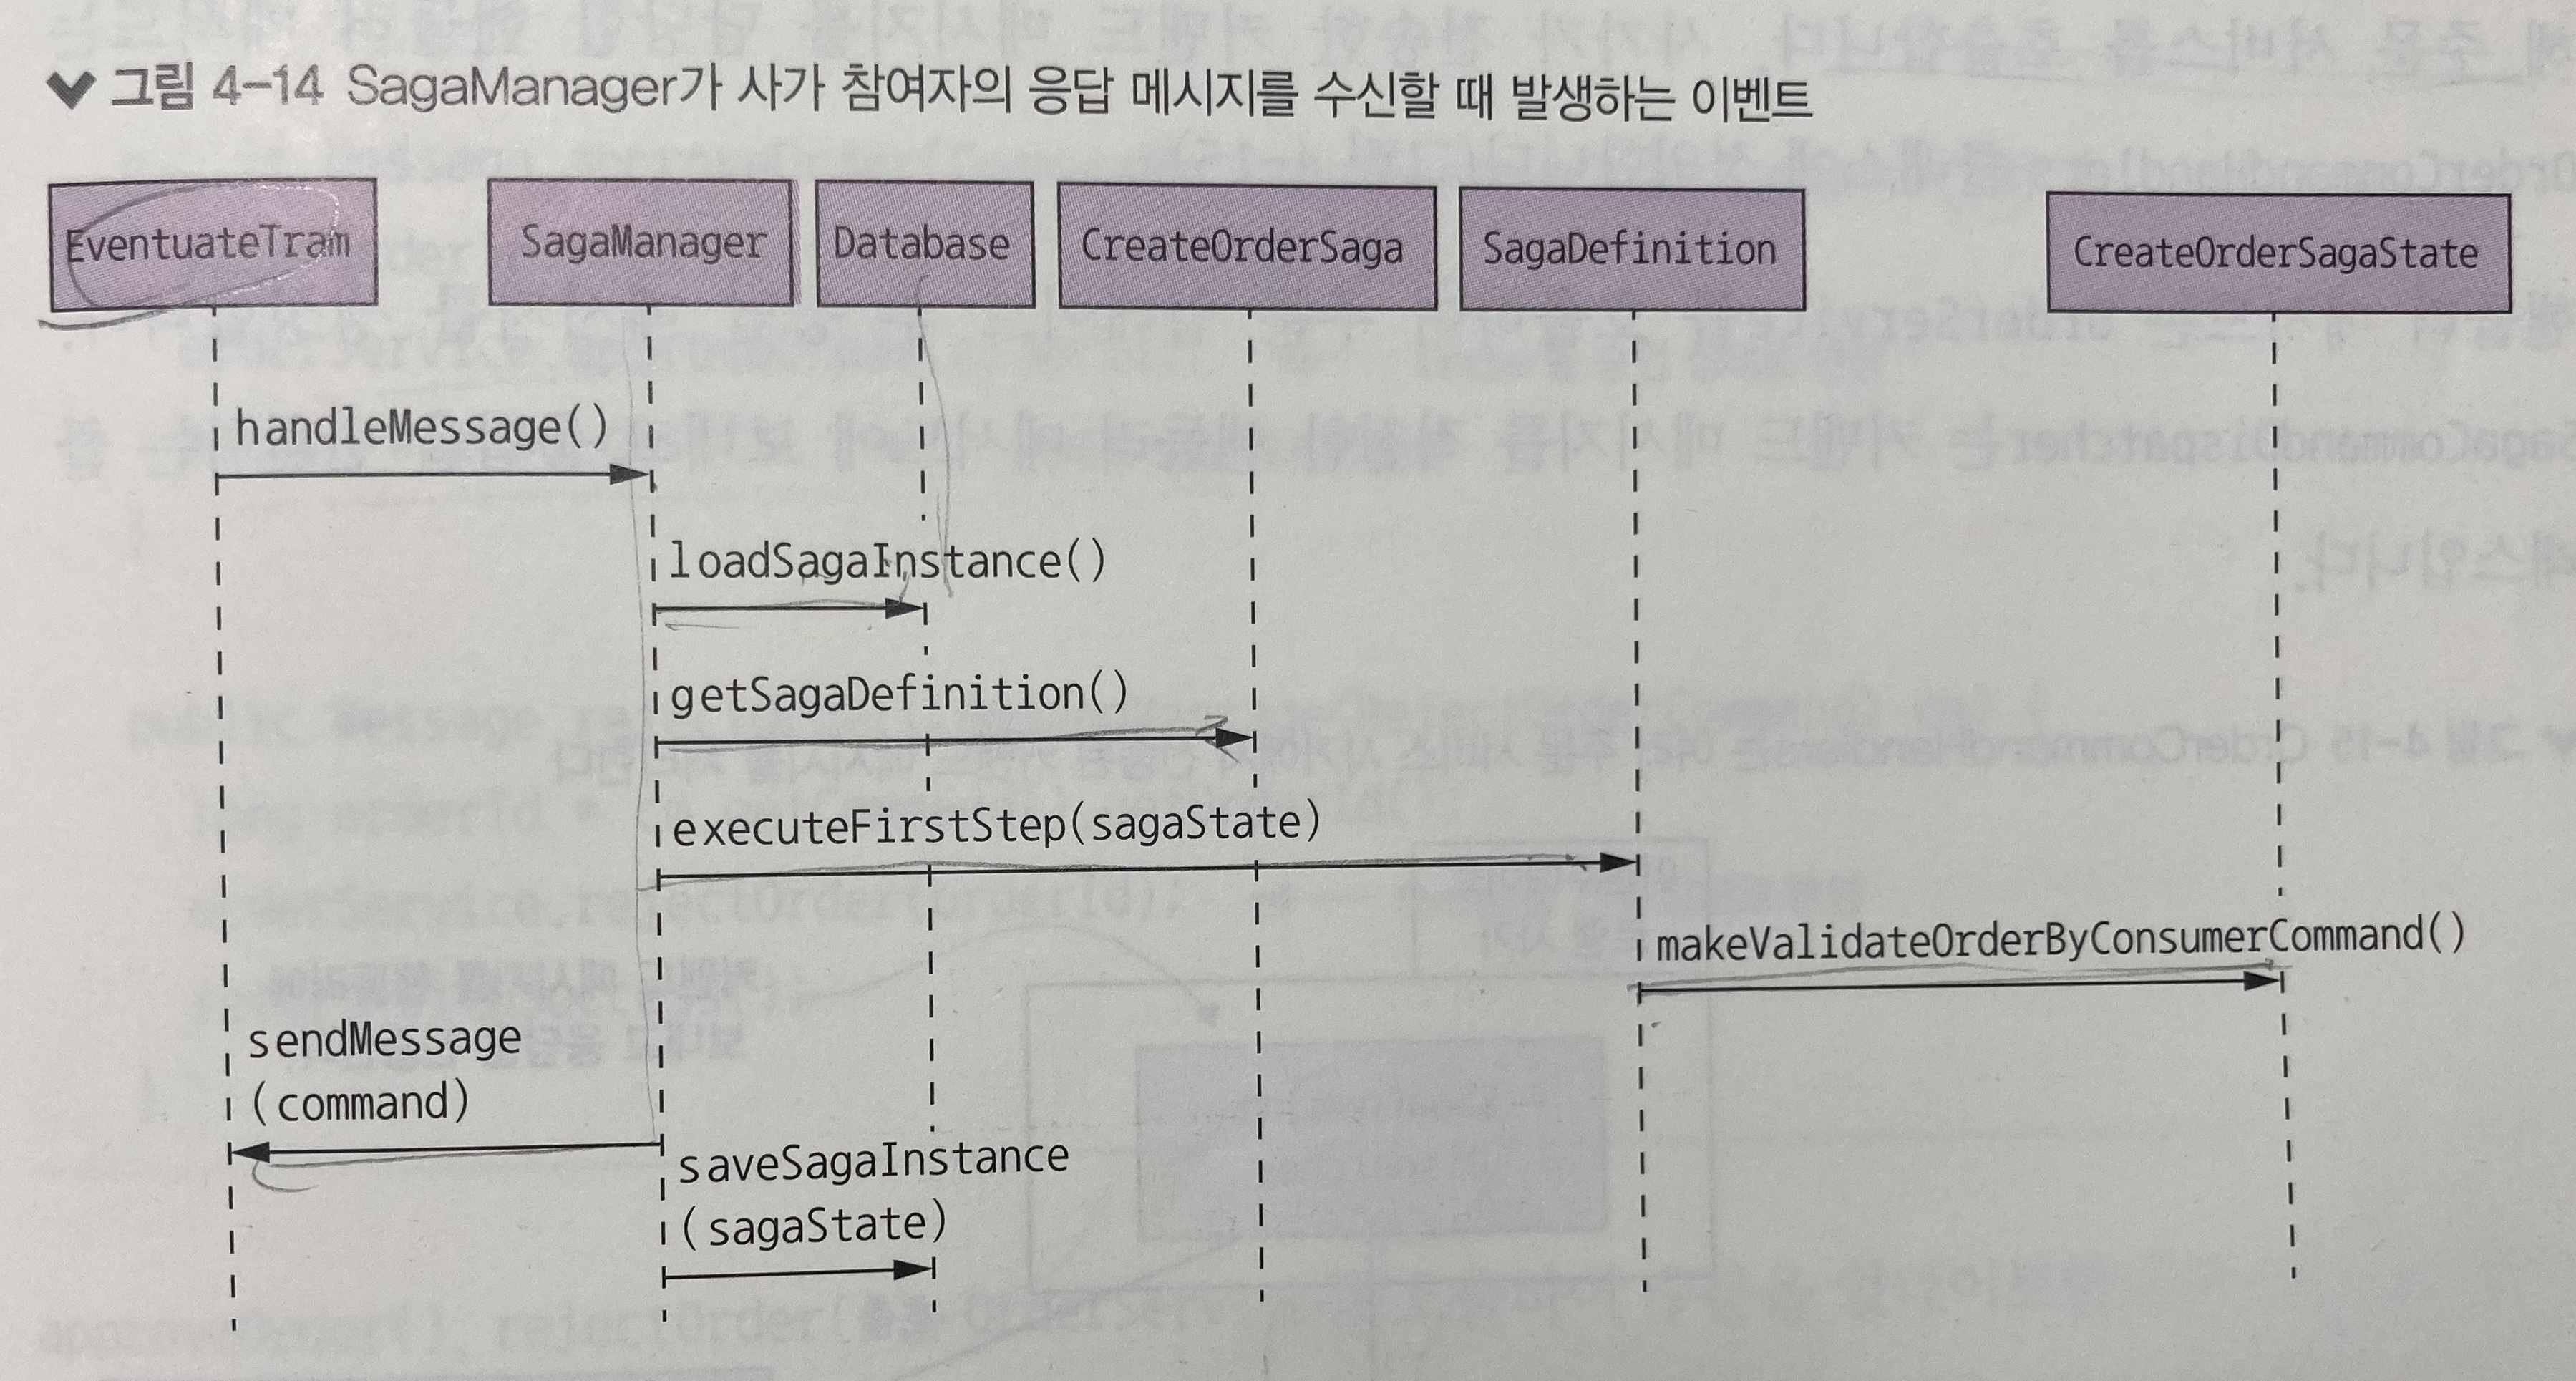 그림 4-14 SagaManager가 사가 참여자의 응답 메시지를 수신할 때 발생하는 이벤트
EventuateTram
SagaManager
Database
CreateOrderSaga
SagaDefinition
CreateOrderSagaState
handleMessage()
loadSagaInstance()
getSagaDefinition()
executeFirstStep(sagaState)
makeValidateOrderByConsumerCommand()
sendMessage
(command)
saveSagaInstance
(sagaState)